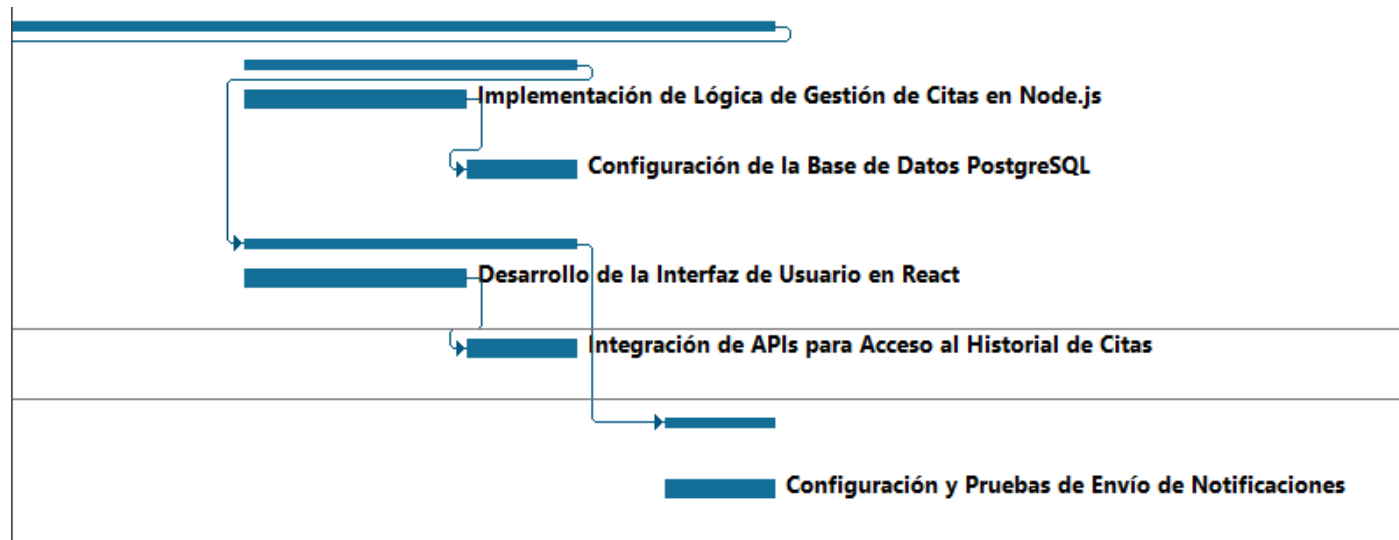 Implementación de Lógica de Gestión de Citas en Node.js
Configuración de la Base de Datos PostgreSQL
Desarrollo de la Interfaz de Usuario en React
Integración de APIs para Acceso al Historial de Citas
Configuración y Pruebas de Envío de Notificaciones